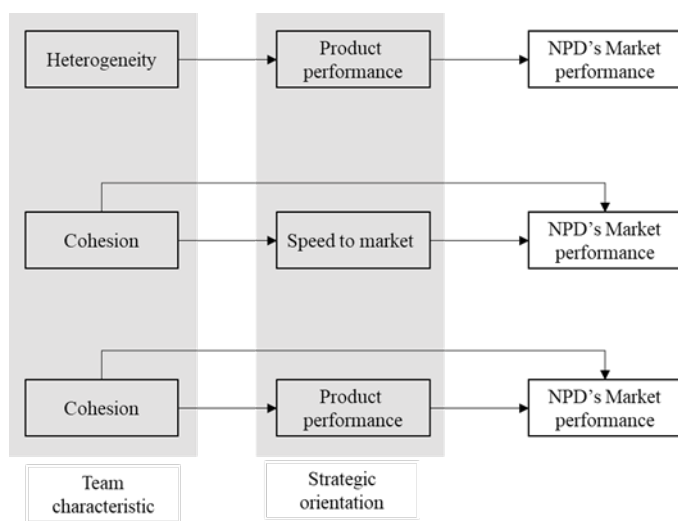 Heterogeneity
Product
performance
NPD's Market
performance
Cohesion
Speed to market
NPD's Market
performance
Cohesion
Product
performance
NPD's Market
performance
Team
characteristic
Strategic
orientation